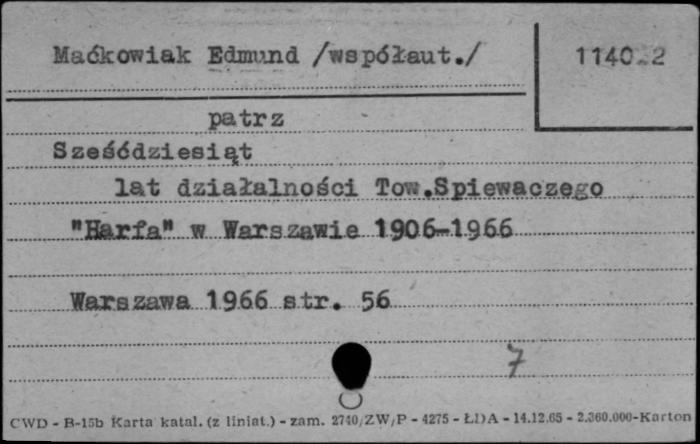 Maćkowiak Edmund /współaut./
1140.2
patrz
Sześćdziesiąt
lat działalności Tow.Spiewaczego
"Harfa" w Warszawie 1906-1966
Warszawa 1966 str. 56
7
CWD - B-15b Karta katal. (z liniat.) - zam. 2740/ZW/P - 4275 - ŁDA - 14.12.65 - 2.360.000-Karton